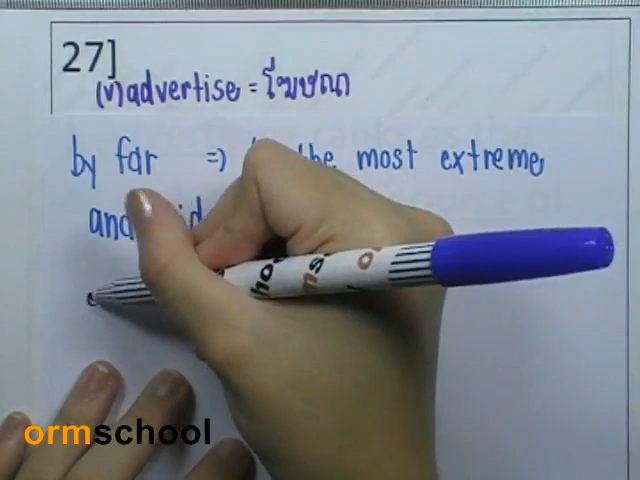 27]
(v) advertise = โฆษณา
by far => the most extreme
and
ormschool